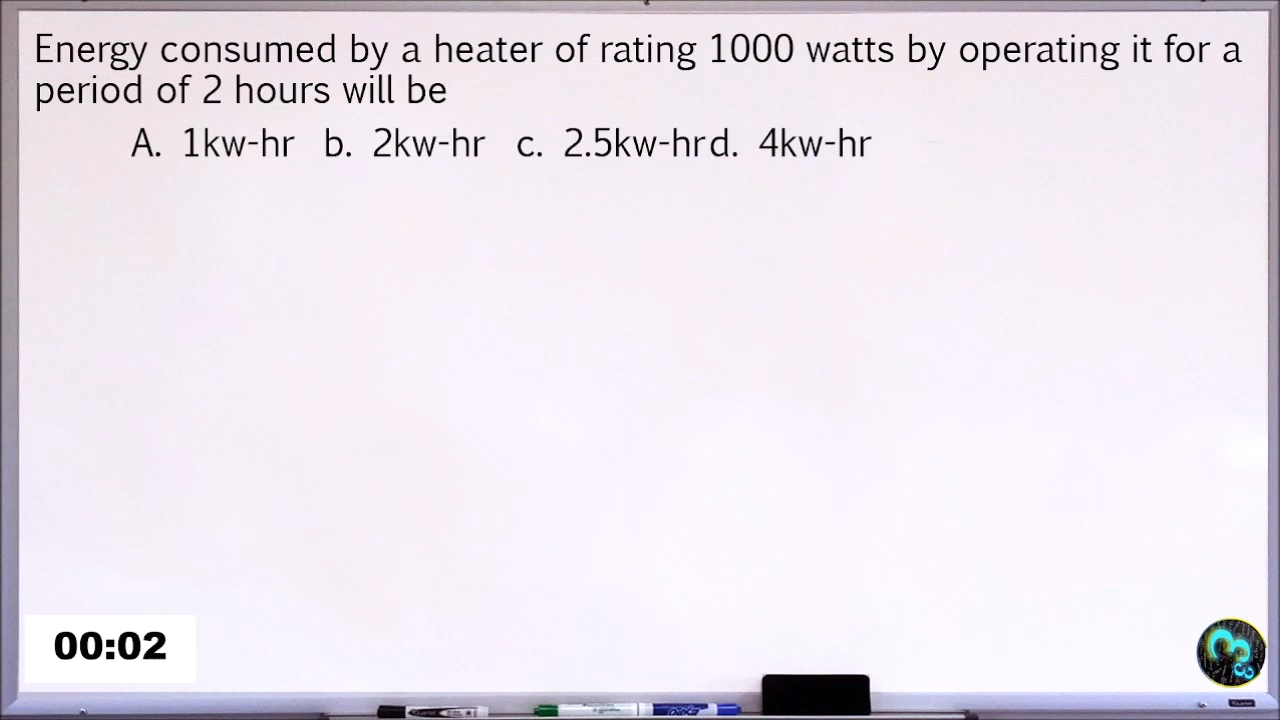 Energy consumed by a heater of rating 1000 watts by operating it for a
period of 2 hours will be
A. 1kw-hr b. 2kw-hr c. 2.5kw-hrd. 4kw-hr
00:02